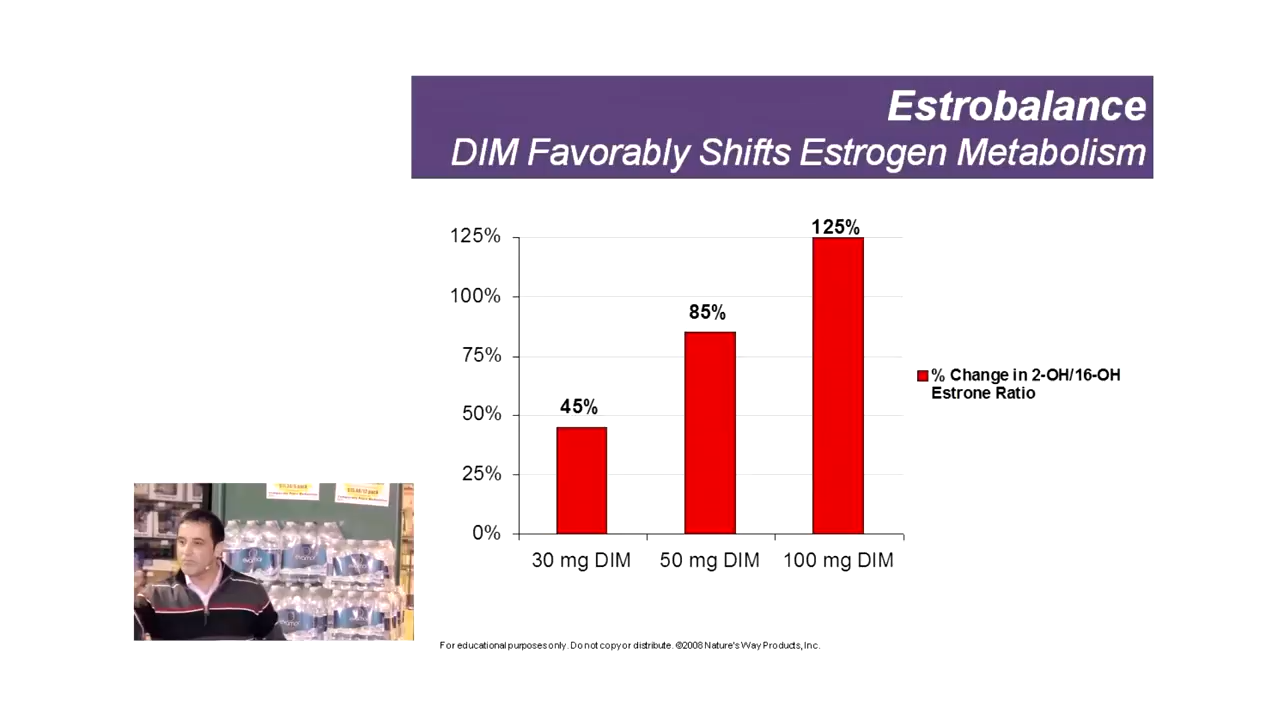 Estrobalance
DIM Favorably Shifts Estrogen Metabolism
125%
100%
75%
50%
25%
0%
45%
85%
125%
30 mg DIM
50 mg DIM
100 mg DIM
% Change in 2-OH/16-OH
Estrone Ratio
For educational purposes only. Do not copy or distribute. ©2008 Nature's Way Products, Inc.